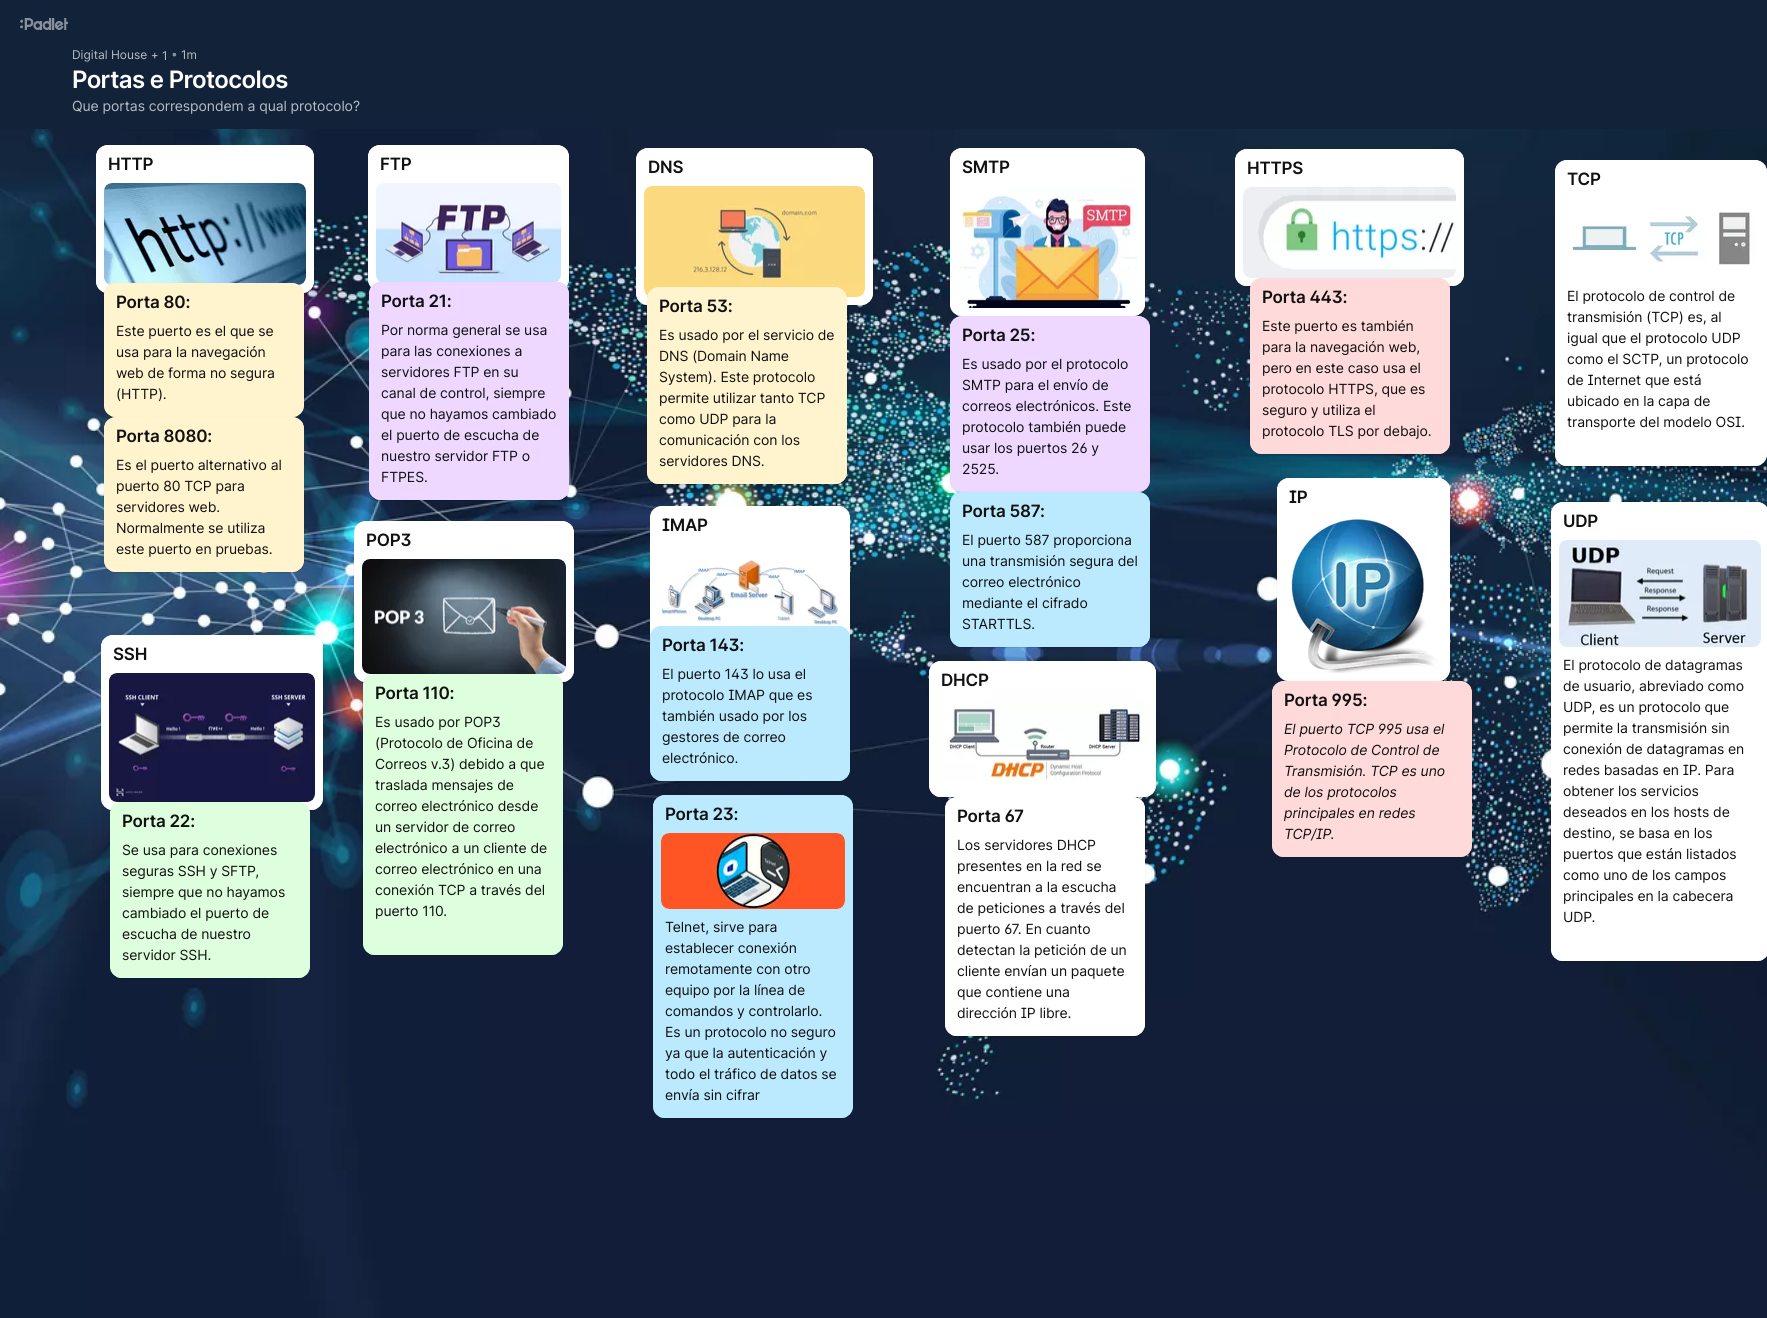 :Padlet
Digital House + 1 • 1m
Portas e Protocolos
Que portas correspondem a qual protocolo?
HTTP
http://www
Porta 80:
Este puerto es el que se
usa para la navegación
web de forma no segura
(HTTP).
Porta 8080:
Es el puerto alternativo al
puerto 80 TCP para
servidores web.
Normalmente se utiliza
este puerto en pruebas.
SSH
SSH CLIENT
SSH SERVER
Hello !
Hello !
Porta 22:
Se usa para conexiones
seguras SSH y SFTP,
siempre que no hayamos
cambiado el puerto de
escucha de nuestro
servidor SSH.
FTP
FTP
Porta 21:
Por norma general se usa
para las conexiones a
servidores FTP en su
canal de control, siempre
que no hayamos cambiado
el puerto de escucha de
nuestro servidor FTP o
FTPES.
POP3
POP 3
Porta 110:
Es usado por POP3
(Protocolo de Oficina de
Correos v.3) debido a que
traslada mensajes de
correo electrónico desde
un servidor de correo
electrónico a un cliente de
correo electrónico en una
conexión TCP a través del
puerto 110.
DNS
domain.com
216.3.128.12
Porta 53:
Es usado por el servicio de
DNS (Domain Name
System). Este protocolo
permite utilizar tanto TCP
como UDP para la
comunicación con los
servidores DNS.
IMAP
IMAP
IMAP
IMAP
IMAP
Email Server
SmartPhone
Desktop PC
Tablet
Desktop PC
Porta 143:
El puerto 143 lo usa el
protocolo IMAP que es
también usado por los
gestores de correo
electrónico.
Porta 23:
Telnet
Telnet, sirve para
establecer conexión
remotamente con otro
equipo por la línea de
comandos y controlarlo.
Es un protocolo no seguro
ya que la autenticación y
todo el tráfico de datos se
envía sin cifrar
SMTP
SMTP
Porta 25:
Es usado por el protocolo
SMTP para el envío de
correos electrónicos. Este
protocolo también puede
usar los puertos 26 y
2525.
Porta 587:
El puerto 587 proporciona
una transmisión segura del
correo electrónico
mediante el cifrado
STARTTLS.
DHCP
DHCP Client
Router
DHCP Server
DHCP
Dynamic Host
Configuration Protocol
Porta 67
Los servidores DHCP
presentes en la red se
encuentran a la escucha
de peticiones a través del
puerto 67. En cuanto
detectan la petición de un
cliente envían un paquete
que contiene una
dirección IP libre.
HTTPS
https://
Porta 443:
Este puerto es también
para la navegación web,
pero en este caso usa el
protocolo HTTPS, que es
seguro y utiliza el
protocolo TLS por debajo.
IP
IP
Porta 995:
El puerto TCP 995 usa el
Protocolo de Control de
Transmisión. TCP es uno
de los protocolos
principales en redes
TCP/IP.
TCP
TCP
El protocolo de control de
transmisión (TCP) es, al
igual que el protocolo UDP
como el SCTP, un protocolo
de Internet que está
ubicado en la capa de
transporte del modelo OSI.
UDP
UDP
Request
Response
Response
Client
Server
El protocolo de datagramas
de usuario, abreviado como
UDP, es un protocolo que
permite la transmisión sin
conexión de datagramas en
redes basadas en IP. Para
obtener los servicios
deseados en los hosts de
destino, se basa en los
puertos que están listados
como uno de los campos
principales en la cabecera
UDP.